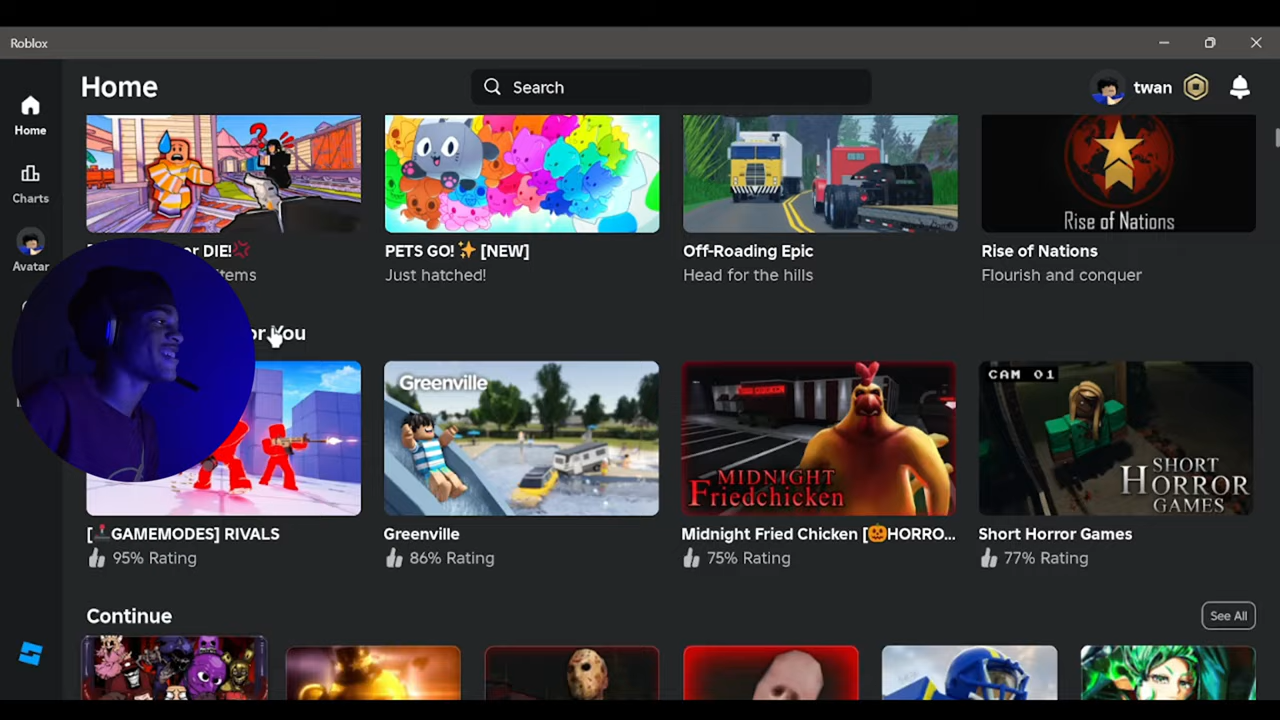 Roblox
Home
Search
twan
Home
Charts
Avatar
Rise of Nations
or DIE!
tems
PETS GO!✨ [NEW]
Just hatched!
Off-Roading Epic
Head for the hills
Rise of Nations
Flourish and conquer
or You
Greenville
MIDNIGHT
Friedchicken
CAM 01
SHORT
HORROR
GAMES
[🕹️GAMEMODES] RIVALS
95% Rating
Greenville
86% Rating
Midnight Fried Chicken [🎃HORRO...
75% Rating
Short Horror Games
77% Rating
Continue
See All